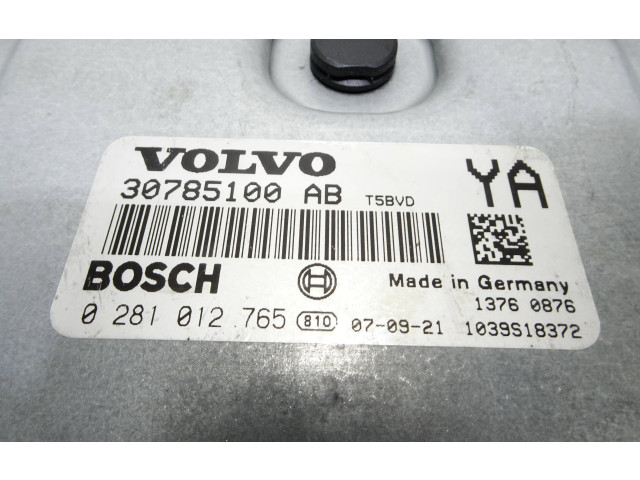 VOLVO
30785100 AB T5BVD
YA
BOSCH
Made in Germany
1376 0876
0 281 012 765 810 07-09-21 1039S18372